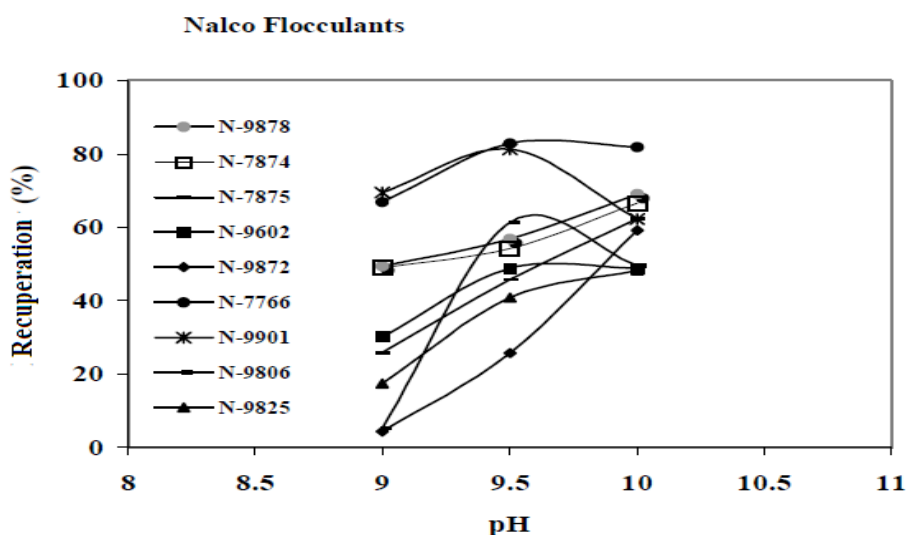 Nalco Flocculants
100
80
60
40
20
0
Recuperation (%)
N-9878
N-7874
N-7875
N-9602
N-9872
N-7766
N-9901
N-9806
N-9825
8 8.5 9 9.5 10 10.5 11
pH